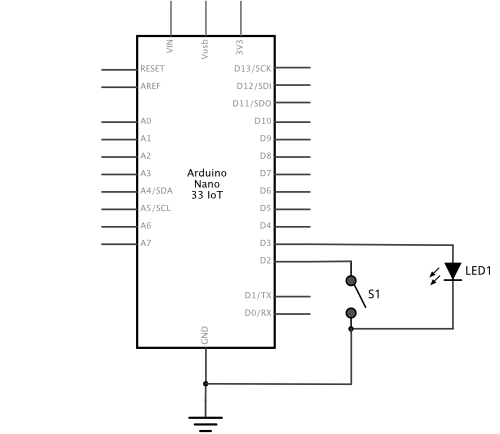 VIN
Vusb
3V3
RESET
AREF
A0
A1
A2
A3
A4/SDA
A5/SCL
A6
A7
Arduino
Nano
33 IoT
D13/SCK
D12/SDI
D11/SDO
D10
D9
D8
D7
D6
D5
D4
D3
D2
D1/TX
D0/RX
GND
S1
LED1